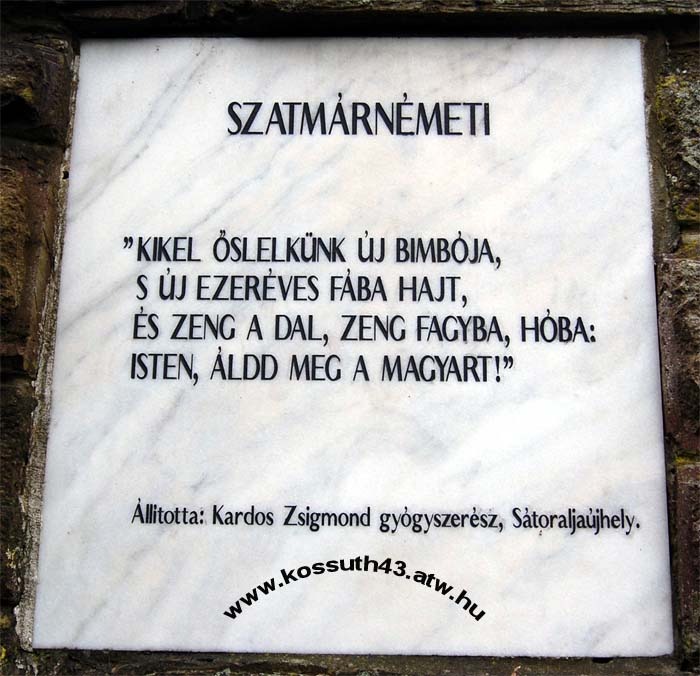 SZATMÁRNÉMETI
”KIKEL ŐSLELKÜNK ÚJ BIMBÓJA,
S ÚJ EZERÉVES FÁBA HAJT,
ÉS ZENG A DAL, ZENG FAGYBA, HÓBA:
ISTEN, ÁLDD MEG A MAGYART!”
Állitotta: Kardos Zsigmond gyógyszerész, Sátoraljaújhely.
www.kossuth43.atw.hu